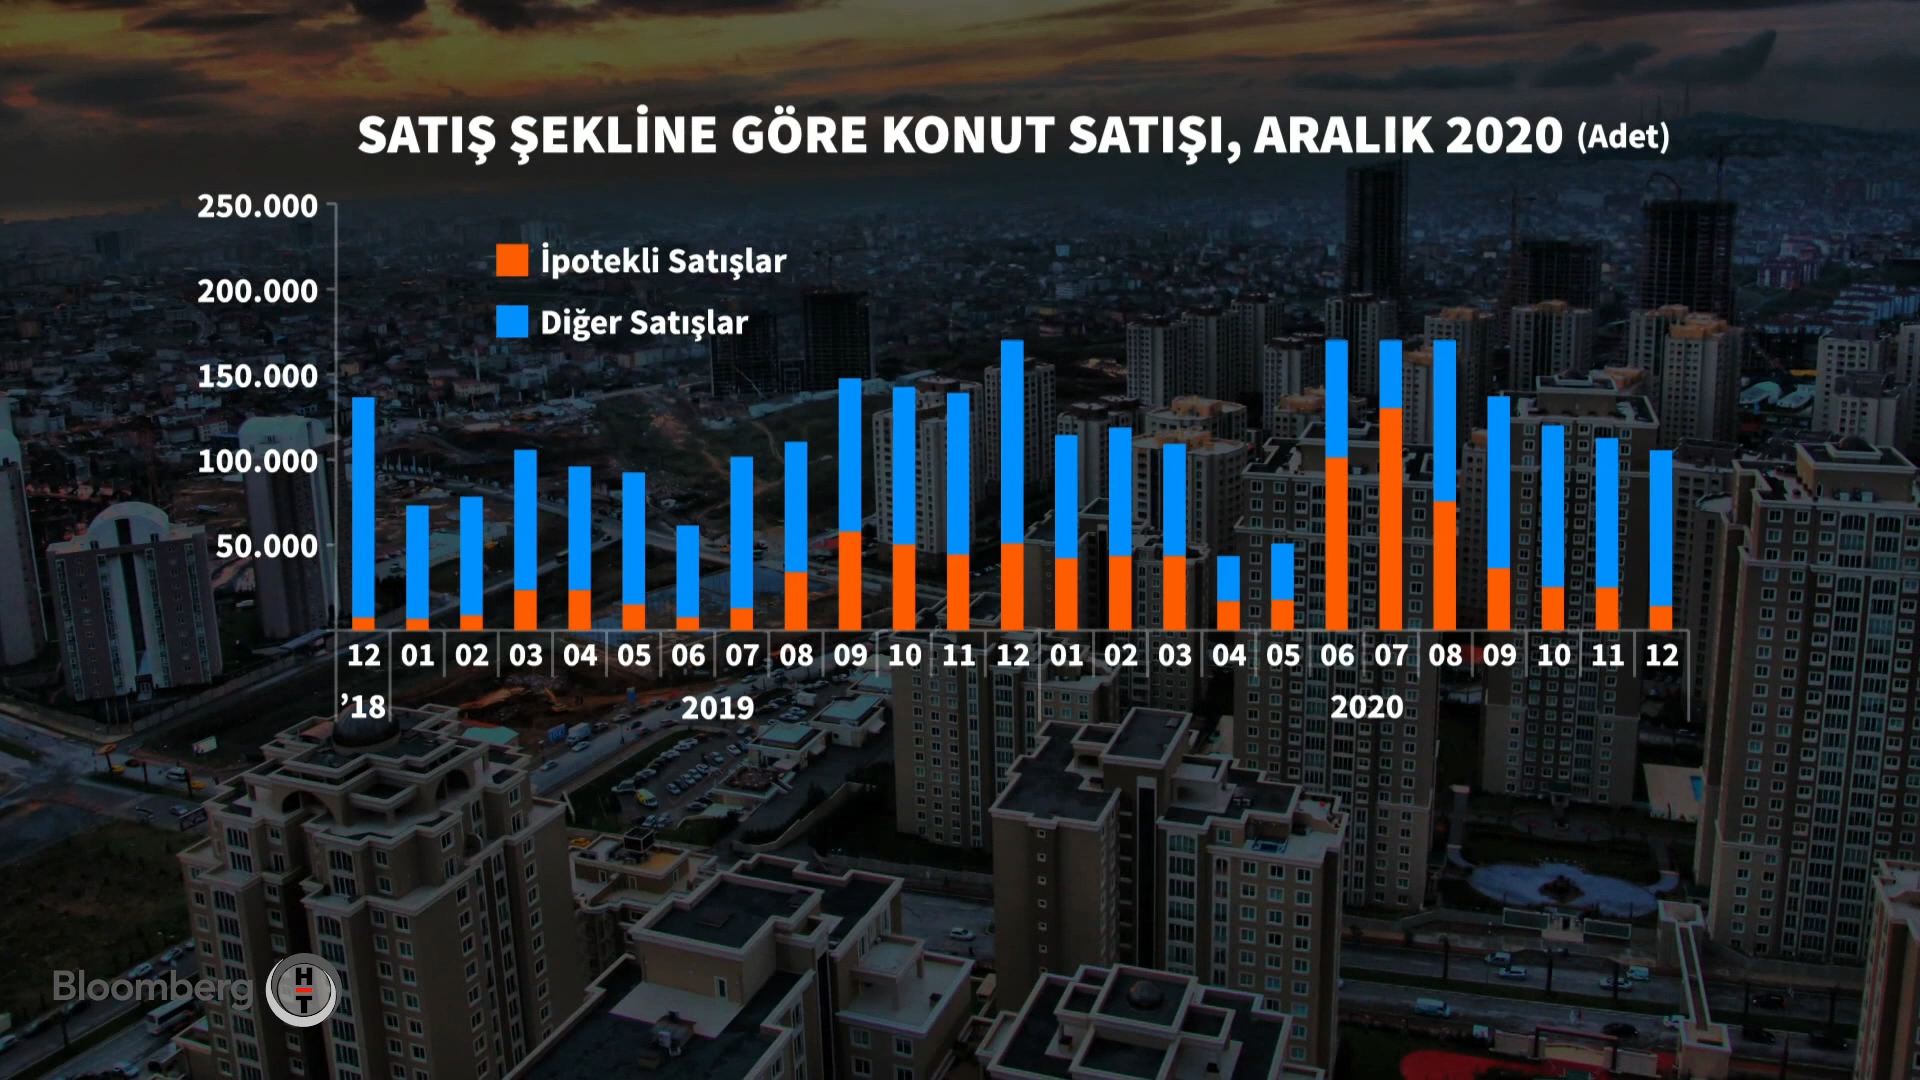 SATIŞ ŞEKLİNE GÖRE KONUT SATIŞI, ARALIK 2020 (Adet)
250.000
200.000
150.000
100.000
50.000
İpotekli Satışlar
Diğer Satışlar
12 01 02 03 04 05 06 07 08 09 10 11 12 01 02 03 04 05 06 07 08 09 10 11 12
’18 2019 2020
Bloomberg HT